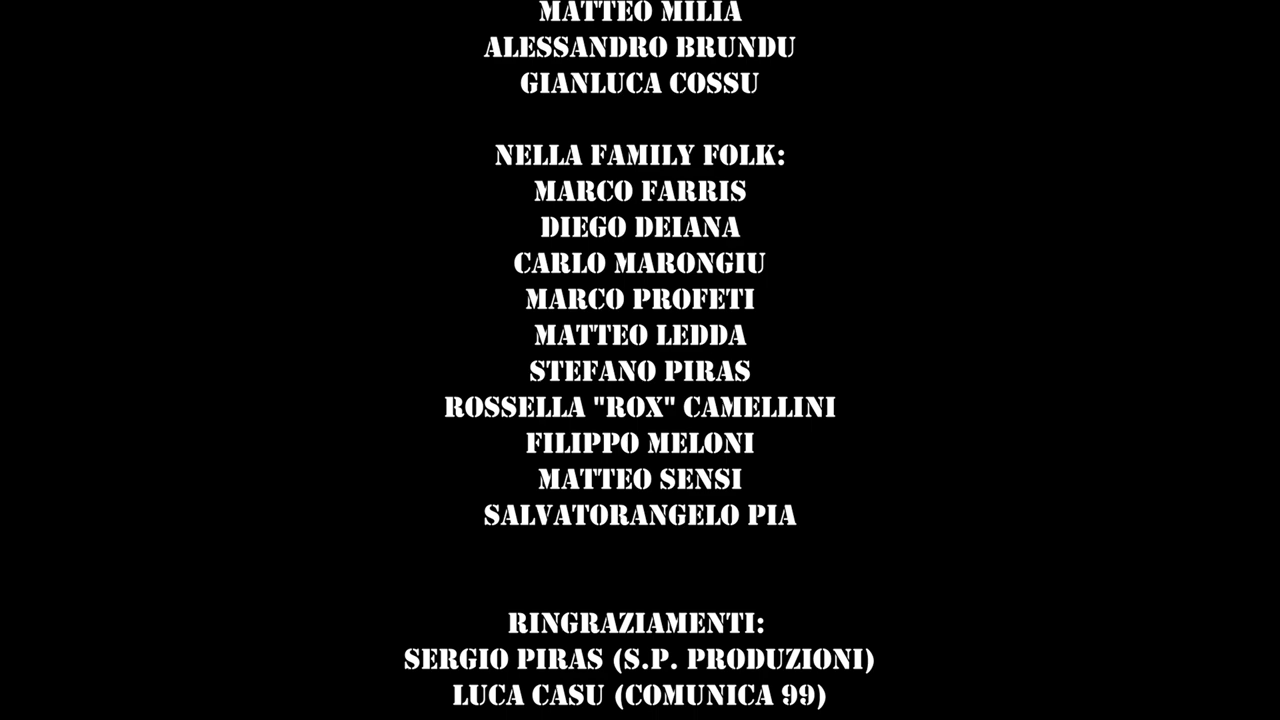 MATTEO MILIA
ALESSANDRO BRUNDU
GIANLUCA COSSU
NELLA FAMILY FOLK:
MARCO FARRIS
DIEGO DEIANA
CARLO MARONGIU
MARCO PROFETI
MATTEO LEDDA
STEFANO PIRAS
ROSSELLA "ROX" CAMELLINI
FILIPPO MELONI
MATTEO SENSI
SALVATORANGELO PIA
RINGRAZIAMENTI:
SERGIO PIRAS (S.P. PRODUZIONI)
LUCA CASU (COMUNICA 99)